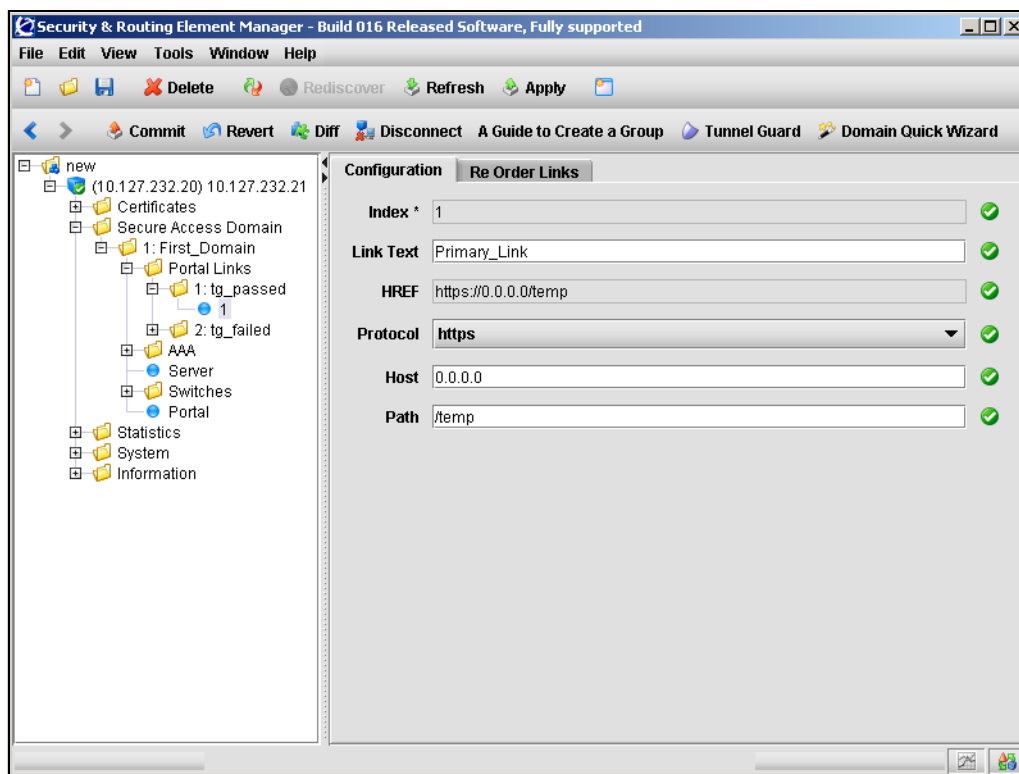 Security & Routing Element Manager - Build 016 Released Software, Fully supported
File Edit View Tools Window Help
Delete Rediscover Refresh Apply
Commit Revert Diff Disconnect A Guide to Create a Group Tunnel Guard Domain Quick Wizard
new
(10.127.232.20) 10.127.232.21
Certificates
Secure Access Domain
1: First_Domain
Portal Links
1: tg_passed
1
2: tg_failed
AAA
Server
Switches
Portal
Statistics
System
Information
Configuration Re Order Links
Index * 1
Link Text Primary_Link
HREF https://0.0.0.0/temp
Protocol https
Host 0.0.0.0
Path /temp